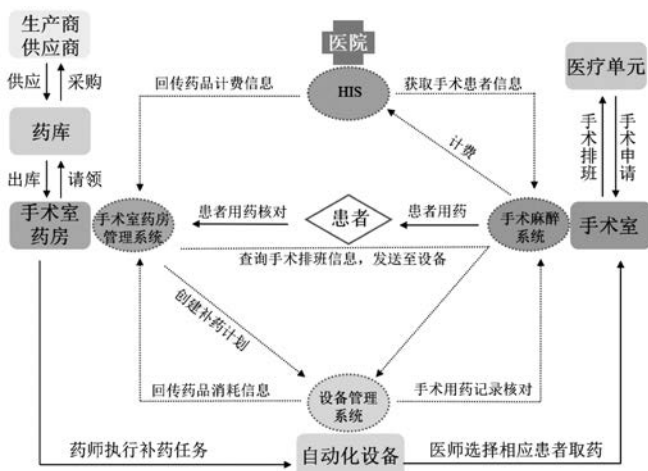 生产商
供应商
医院
医疗单元
供应
采购
回传药品计费信息
HIS
获取手术患者信息
药库
计费
手术排班
手术申请
出库
请领
手术室
药房
手术室药房
管理系统
患者用药核对
患者
患者用药
手术麻醉
系统
手术室
查询手术排班信息，发送至设备
创建补药计划
回传药品消耗信息
设备管理
系统
手术用药记录核对
药师执行补药任务
自动化设备
医师选择相应患者取药